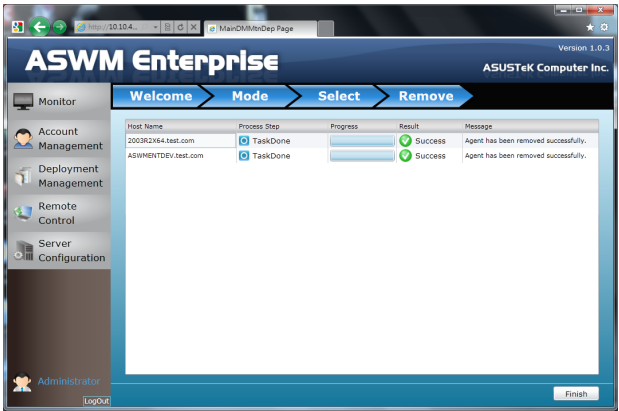 http://10.10.4...
MainDMMtnDep Page
Version 1.0.3
ASWM Enterprise
ASUSTeK Computer Inc.
Welcome
Mode
Select
Remove
Monitor
Account
Management
Deployment
Management
Remote
Control
Server
Configuration
Host Name Process Step Progress Result Message
2003R2X64.test.com TaskDone Success Agent has been removed successfully.
ASWMENTDEV.test.com TaskDone Success Agent has been removed successfully.
Administrator
LogOut
Finish